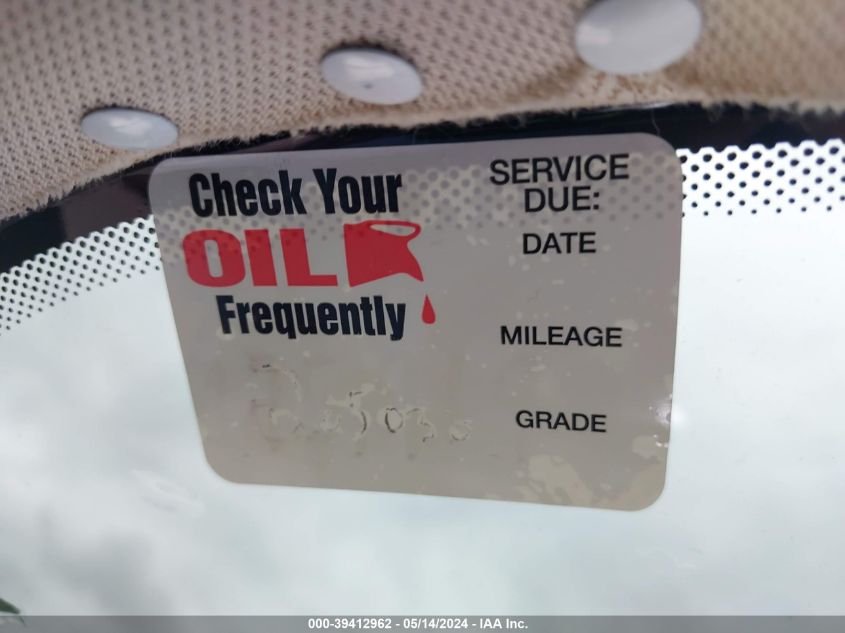 Check Your
OIL
Frequently
SERVICE
DUE:
DATE
MILEAGE
GRADE
000-39412962 - 05/14/2024 - IAA Inc.